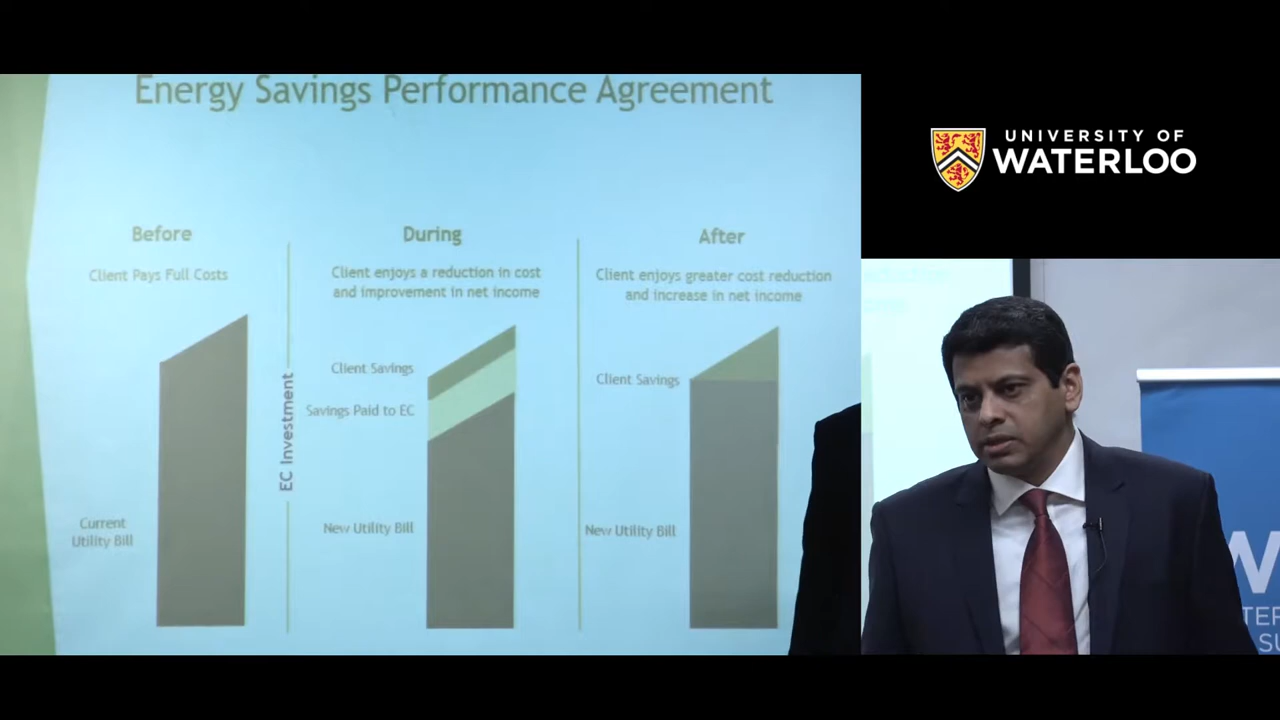 Energy Savings Performance Agreement
Before
Client Pays Full Costs
Current
Utility Bill
EC Investment
During
Client enjoys a reduction in cost
and improvement in net income
Client Savings
Savings Paid to EC
New Utility Bill
After
Client enjoys greater cost reduction
and increase in net income
Client Savings
New Utility Bill
UNIVERSITY OF
WATERLOO
W
TER
SU